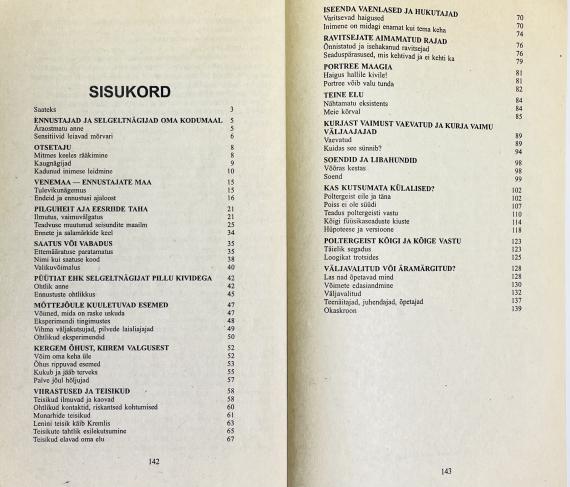 SISUKORD
Saateks 3
ENNUSTAJAD JA SELGELTNÄGIJAD OMA KODUMAAL 5
Äraostmatu anne 5
Sensitiivid leiavad mõrvari 6
OTSETAJU 8
Mitmes keeles rääkimine 8
Kaugnägijad 9
Kadunud inimese leidmine 10
VENEMAA — ENNUSTAJATE MAA 15
Tulevikunägemus 15
Endeid ja ennustusi ajaloost 16
PILGUHEIT AJA EESRIIDE TAHA 21
Ilmutus, vaimuvälgatus 21
Teadvuse muutunud seisundite maailm 25
Ennete ja salamärkide keel 34
SAATUS VÕI VABADUS 35
Ettemääratuse paratamatus 35
Nimi kui saatuse kood 38
Valikuvõimalus 40
PÜÜTIAT EHK SELGELTNÄGIJAT PILLU KIVIDEGA 42
Ohtlik anne 42
Ennustuste ohtlikkus 45
MÕTTEJÕULE KUULETUVAD ESEMED 47
Võimed, mida on raske uskuda 47
Eksperimendi tingimustes 48
Vihma väljakutsujad, pilvede laialiajajad 49
Ohtlikud eksperimendid 50
KERGEM ÕHUST, KIIREM VALGUSEST 52
Võim oma keha üle 52
Õhus rippuvad esemed 53
Kukub ja jääb terveks 55
Palve jõul hõljujad 57
VIIRASTUSED JA TEISIKUD 58
Teisikud ilmuvad ja kaovad 58
Ohtlikud kontaktid, riskantsed kohtumised 60
Monarhide teisikud 61
Lenini teisik käib Kremlis 63
Teisikute tahtlik esilekutsumine 65
Teisikud elavad oma elu 67
142
ISEENDA VAENLASED JA HUKUTAJAD 70
Varitsevad haigused 70
Inimene on midagi enamat kui tema keha 74
RAVITSEJATE AIMAMATUD RAJAD 76
Õnnistatud ja isehakanud ravitsejad 76
Seaduspärasused, mis kehtivad ja ei kehti ka 79
PORTREE MAAGIA 81
Haigus hallile kivile! 81
Portree võib valu tunda 82
TEINE ELU 84
Nähtamatu eksistents 84
Meie kõrval 85
KURJAST VAIMUST VAEVATUD JA KURJA VAIMU
VÄLJAAJAJAD 89
Vaevatud 89
Kuidas see sünnib? 94
SOENDID JA LIBAHUNDID 98
Võõras kestas 98
Soend 99
KAS KUTSUMATA KÜLALISED? 102
Poltergeist eile ja täna 102
Poiss ei ole süüdi 107
Teadus poltergeisti vastu 110
Kõigi füüsikaseaduste kiuste 114
Hüpoteese ja versioone 118
POLTERGEIST KÕIGI JA KÕIGE VASTU 123
Täielik segadus 123
Loogikat trotsides 125
VÄLJAVALITUD VÕI ÄRAMÄRGITUD? 128
Las nad õpetavad mind 128
Võimete edasiandmine 130
Väljavalitud 132
Teenäitajad, juhendajad, õpetajad 137
Okaskroon 139
143